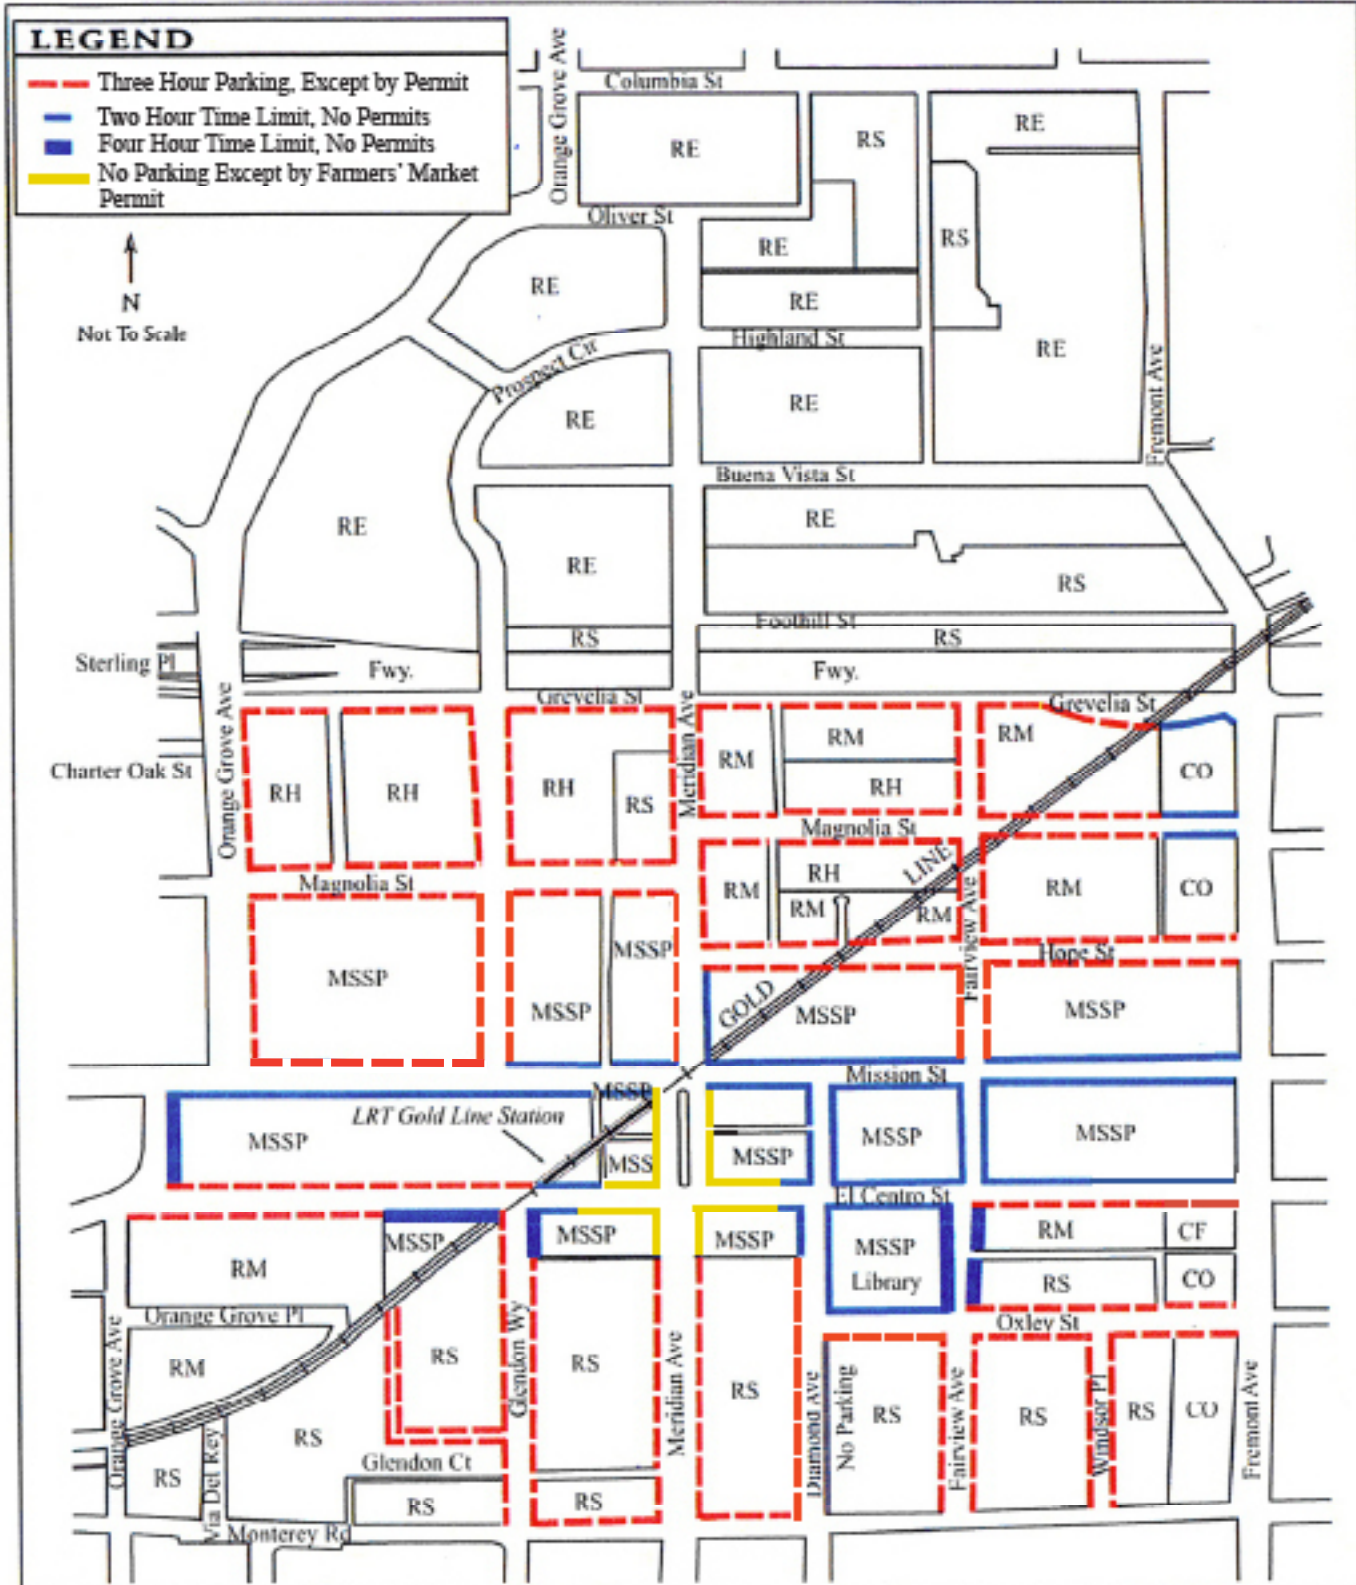 LEGEND
Three Hour Parking, Except by Permit
Two Hour Time Limit, No Permits
Four Hour Time Limit, No Permits
No Parking Except by Farmers' Market
Permit
N
Not To Scale
Orange Grove Ave
Columbia St
RE
RS
RE
Oliver St
RE
RS
RE
RE
Highland St
RE
Prospect Cir
RE
RE
Fremont Ave
Buena Vista St
RE
RE
RE
RS
Foothill St
RS
RS
Sterling Pl
Fwy.
Fwy.
Grevelia St
Grevelia St
Orange Grove Ave
Meridian Ave
RM
RM
RM
Charter Oak St
RH
RH
RH
RS
RH
CO
Magnolia St
Magnolia St
RM
RH
LINE
RM
RM
RM
CO
Fairview Ave
MSSP
MSSP
MSSP
Hope St
GOLD
MSSP
MSSP
Mission St
MSSP
LRT Gold Line Station
MSSP
MSS
MSSP
MSSP
MSSP
El Centro St
MSSP
MSSP
MSSP
MSSP
Library
RM
CF
RM
RS
CO
Orange Grove Pl
Oxley St
RM
RS
Glendon Wy
RS
Meridian Ave
RS
Diamond Ave
No Parking
RS
Fairview Ave
RS
Windsor Pl
RS
CO
Fremont Ave
Orange Grove Ave
RS
Via Del Rey
RS
Glendon Ct
RS
RS
Monterey Rd